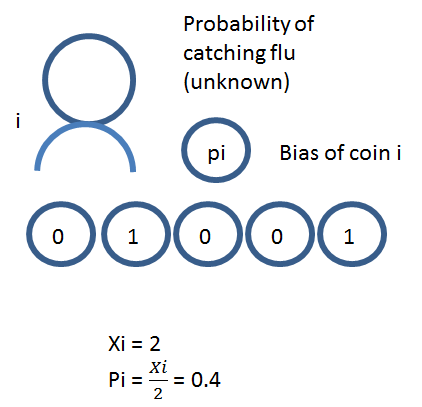 Probability of
catching flu
(unknown)
i
pi
Bias of coin i
0 1 0 0 1
Xi = 2
Pi = Xi/2 = 0.4